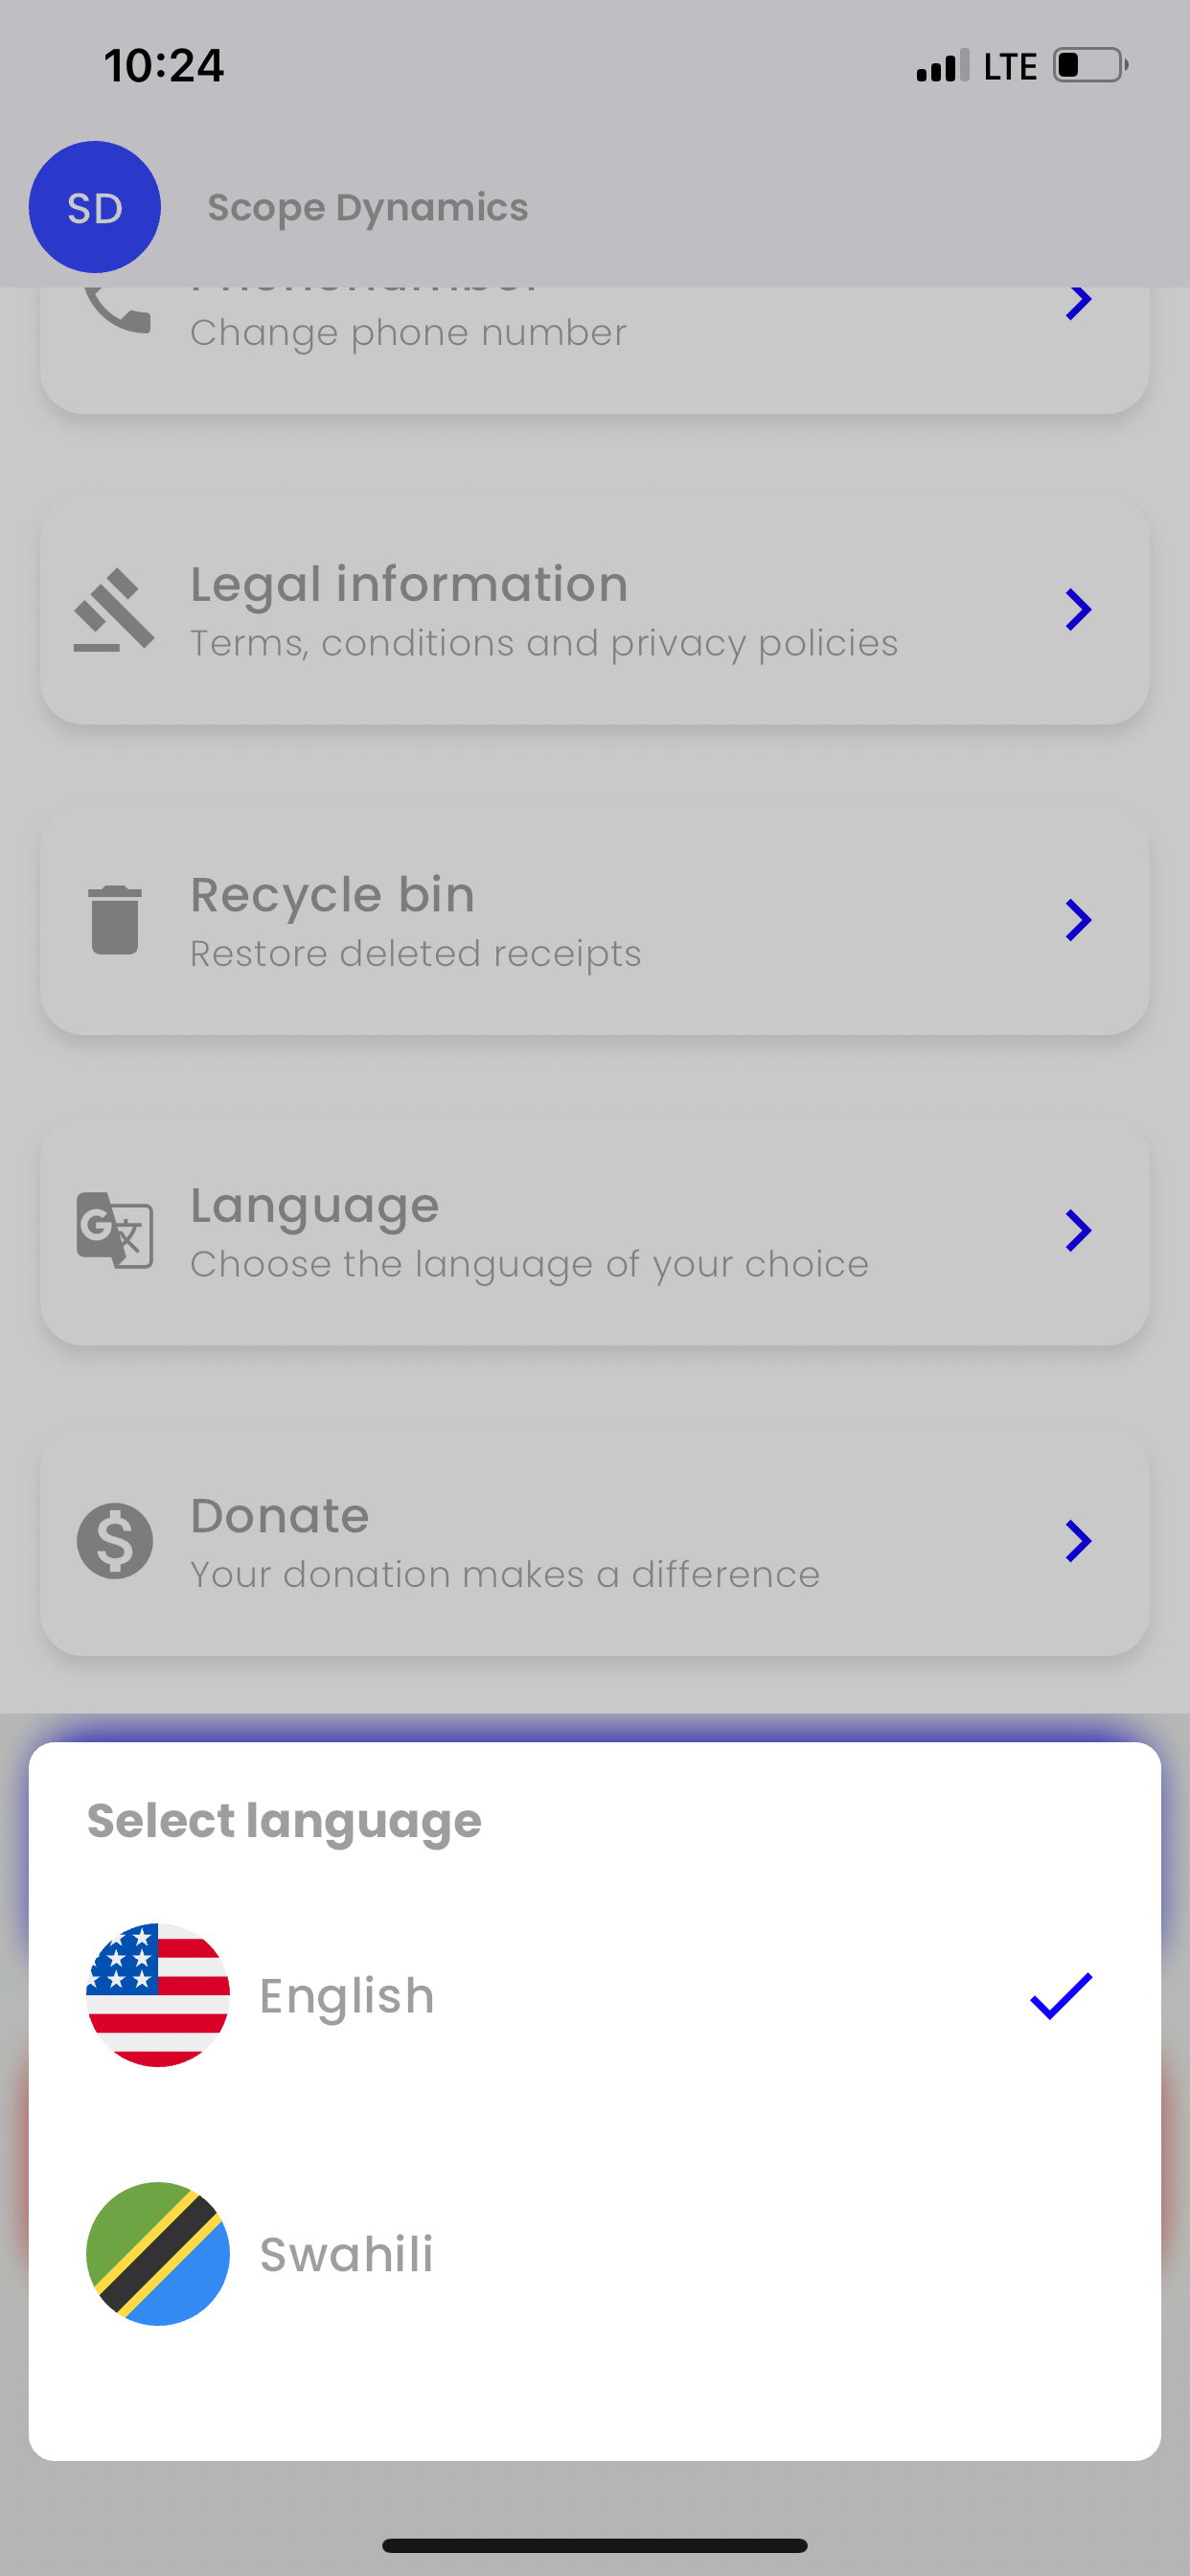 10:24
LTE
SD
Scope Dynamics
Change phone number
Legal information
Terms, conditions and privacy policies
Recycle bin
Restore deleted receipts
Language
Choose the language of your choice
Donate
Your donation makes a difference
Select language
English
Swahili